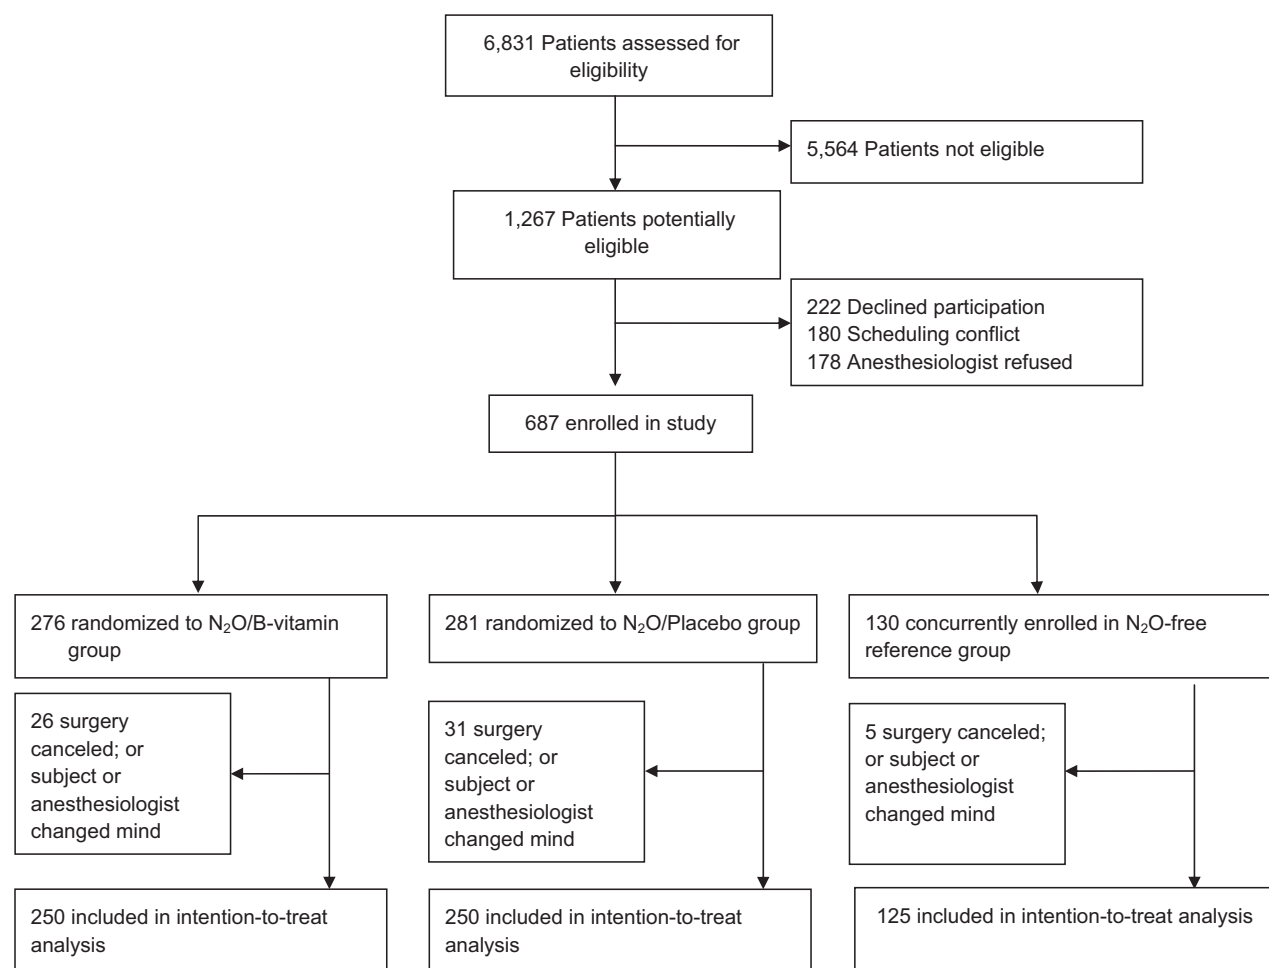 6,831 Patients assessed for
eligibility
5,564 Patients not eligible
1,267 Patients potentially
eligible
222 Declined participation
180 Scheduling conflict
178 Anesthesiologist refused
687 enrolled in study
276 randomized to N₂O/B-vitamin
group
281 randomized to N₂O/Placebo group
130 concurrently enrolled in N₂O-free
reference group
26 surgery
canceled; or
subject or
anesthesiologist
changed mind
31 surgery
canceled; or
subject or
anesthesiologist
changed mind
5 surgery canceled;
or subject or
anesthesiologist
changed mind
250 included in intention-to-treat
analysis
250 included in intention-to-treat
analysis
125 included in intention-to-treat analysis